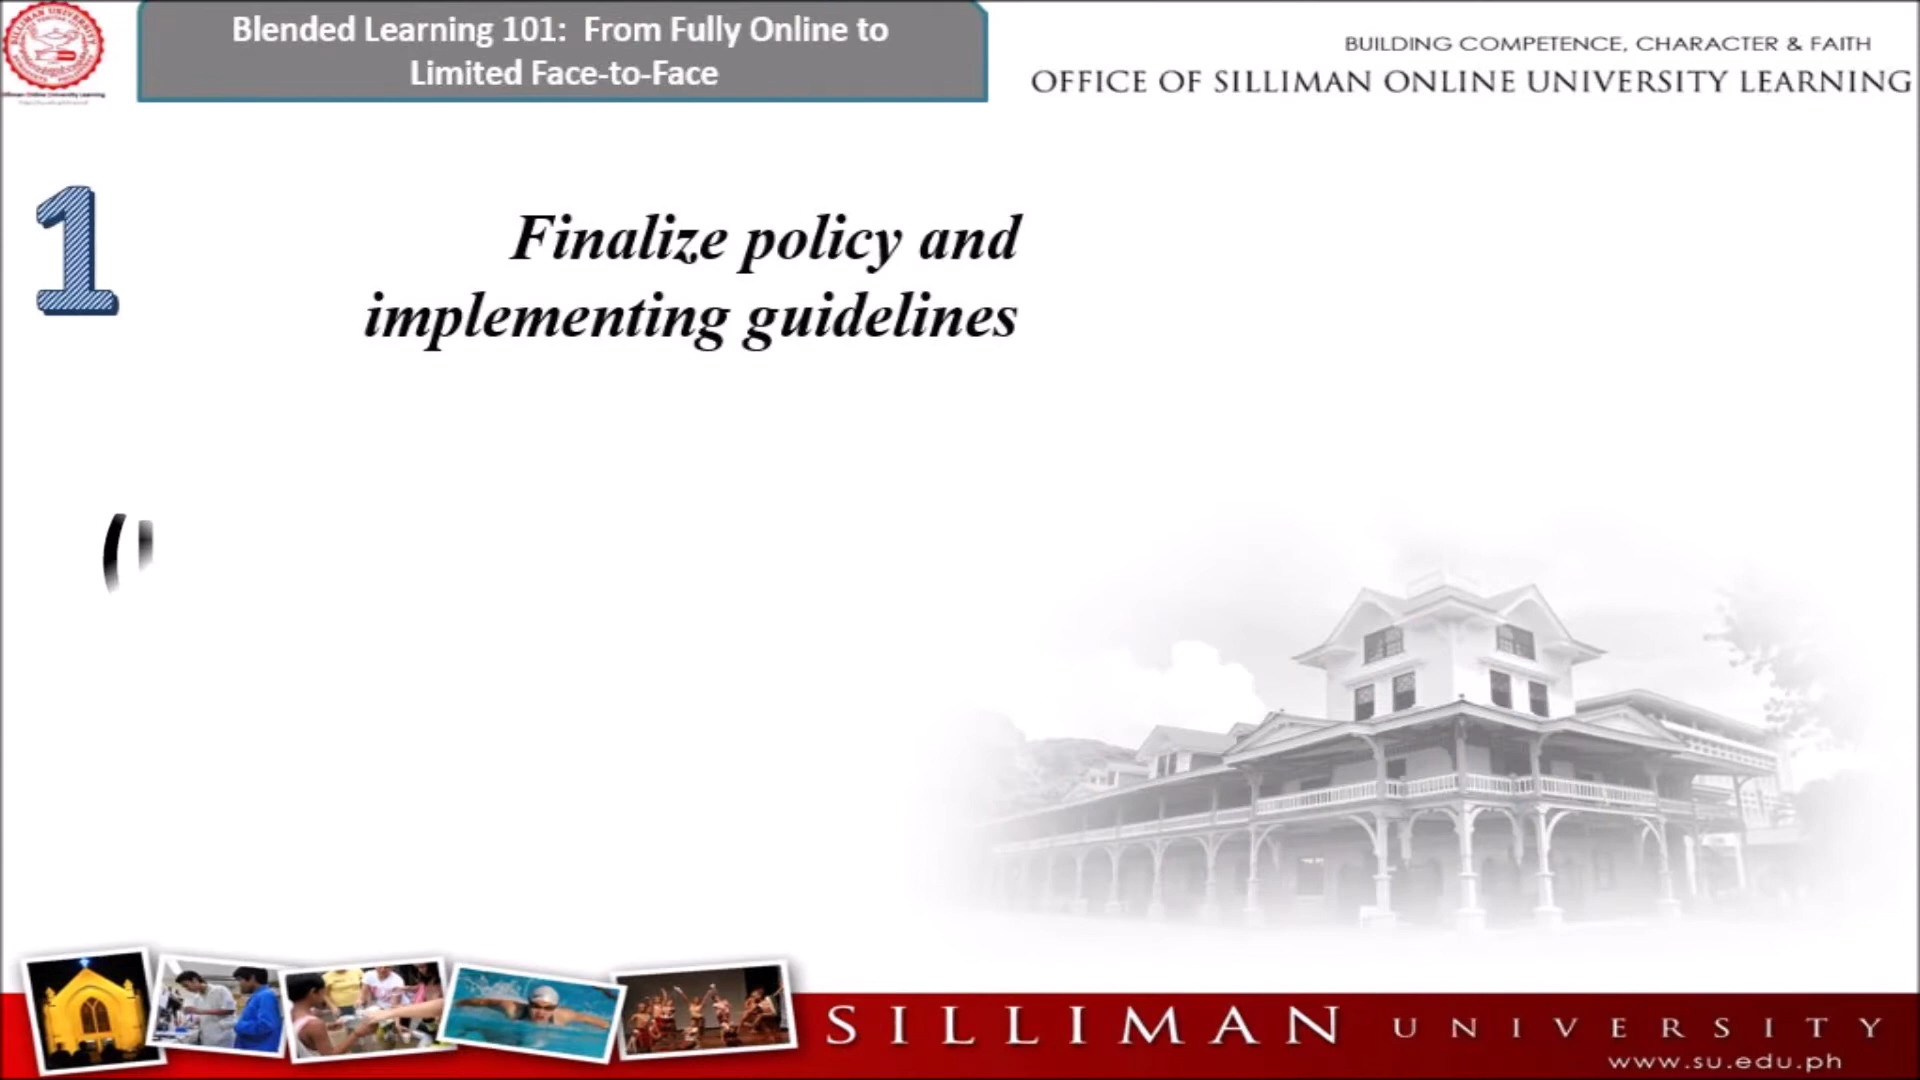 Blended Learning 101: From Fully Online to
Limited Face-to-Face
BUILDING COMPETENCE, CHARACTER & FAITH
OFFICE OF SILLIMAN ONLINE UNIVERSITY LEARNING
1
Finalize policy and
implementing guidelines
(
SILLIMAN UNIVERSITY
www.su.edu.ph